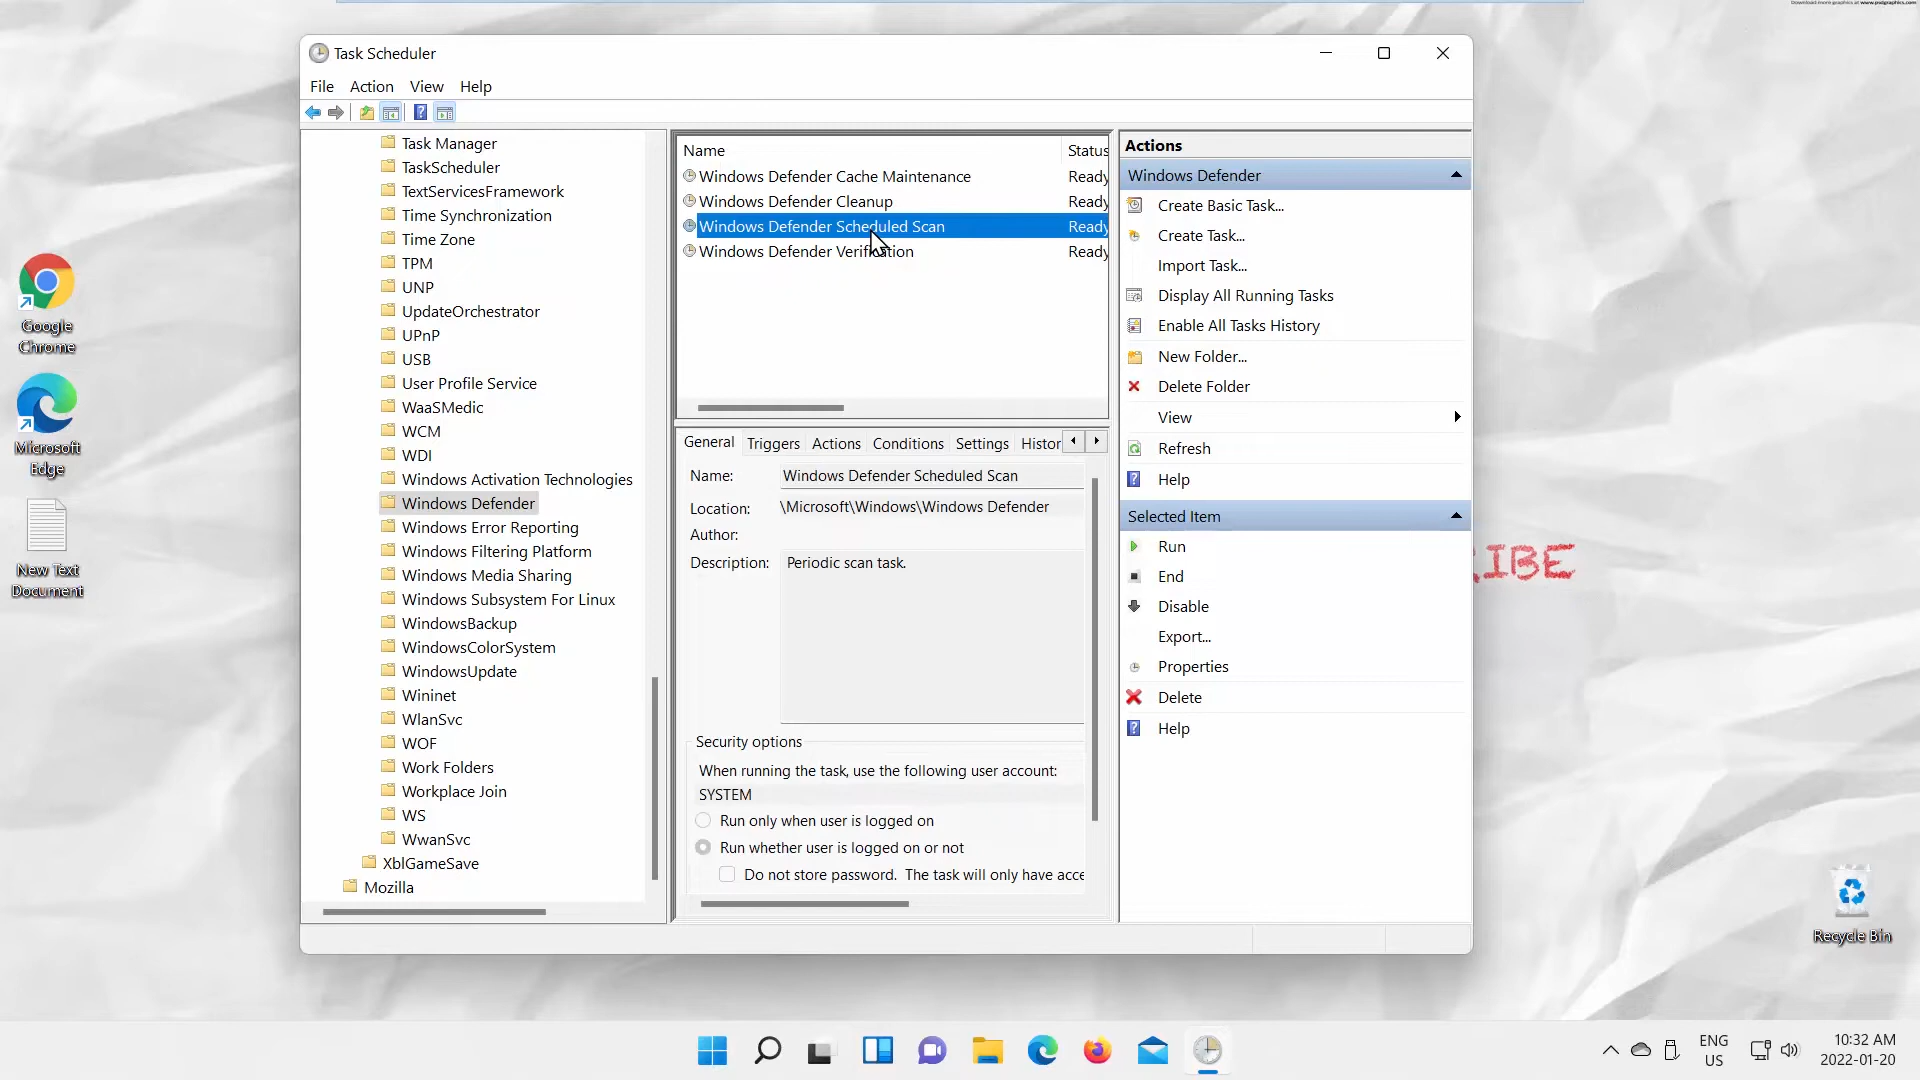 Download more graphics at www.psdgraphics.com
Task Scheduler
File Action View Help
Task Manager
TaskScheduler
TextServicesFramework
Time Synchronization
Time Zone
TPM
UNP
UpdateOrchestrator
UPnP
USB
User Profile Service
WaaSMedic
WCM
WDI
Windows Activation Technologies
Windows Defender
Windows Error Reporting
Windows Filtering Platform
Windows Media Sharing
Windows Subsystem For Linux
WindowsBackup
WindowsColorSystem
WindowsUpdate
Wininet
WlanSvc
WOF
Work Folders
Workplace Join
WS
WwanSvc
XblGameSave
Mozilla
Name Status
Windows Defender Cache Maintenance Ready
Windows Defender Cleanup Ready
Windows Defender Scheduled Scan Ready
Windows Defender Verification Ready
General Triggers Actions Conditions Settings Histor
Name: Windows Defender Scheduled Scan
Location: \Microsoft\Windows\Windows Defender
Author:
Description: Periodic scan task.
Security options
When running the task, use the following user account:
SYSTEM
Run only when user is logged on
Run whether user is logged on or not
Do not store password. The task will only have acce
Actions
Windows Defender
Create Basic Task...
Create Task...
Import Task...
Display All Running Tasks
Enable All Tasks History
New Folder...
Delete Folder
View
Refresh
Help
Selected Item
Run
End
Disable
Export...
Properties
Delete
Help
IBE
Google
Chrome
Microsoft
Edge
New Text
Document
Recycle Bin
ENG
US
10:32 AM
2022-01-20